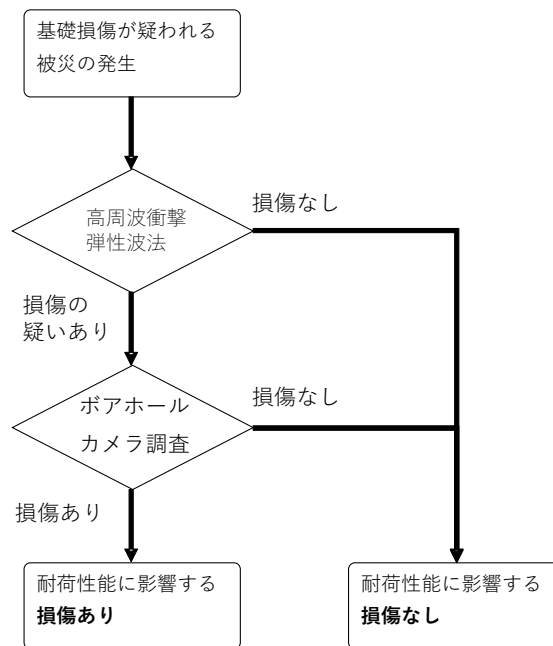 基礎損傷が疑われる
被災の発生
高周波衝撃
弾性波法
損傷なし
損傷の
疑いあり
ボアホール
カメラ調査
損傷なし
損傷あり
耐荷性能に影響する
損傷あり
耐荷性能に影響する
損傷なし